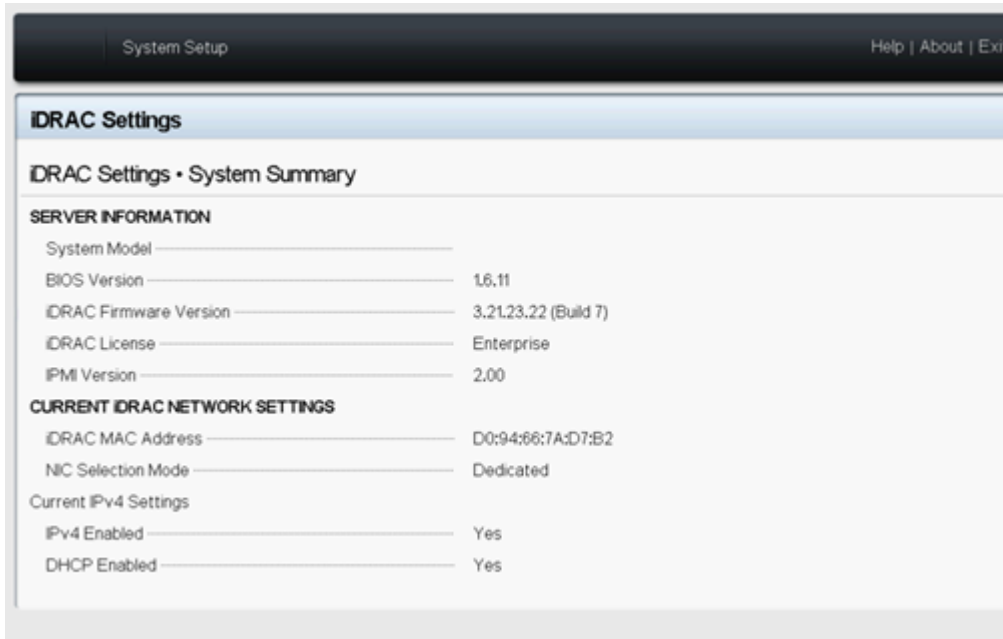 System Setup
Help | About | Exi
iDRAC Settings
iDRAC Settings • System Summary
SERVER INFORMATION
System Model
BIOS Version 1.6.11
iDRAC Firmware Version 3.21.23.22 (Build 7)
iDRAC License Enterprise
IPMI Version 2.00
CURRENT iDRAC NETWORK SETTINGS
iDRAC MAC Address D0:94:66:7A:D7:B2
NIC Selection Mode Dedicated
Current IPv4 Settings
IPv4 Enabled Yes
DHCP Enabled Yes